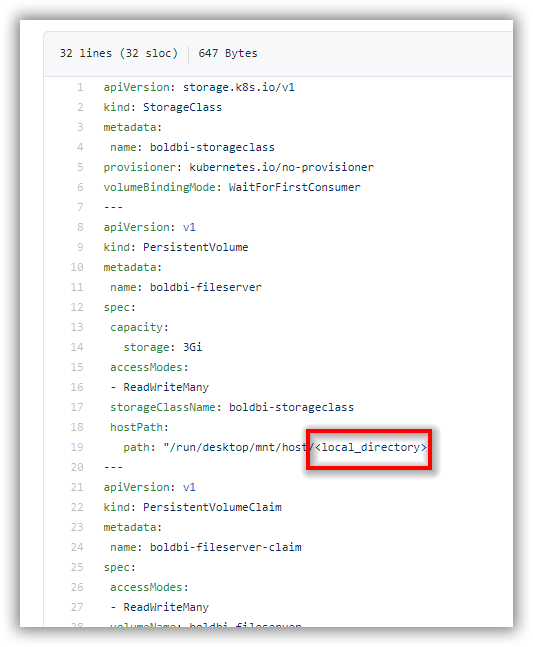 32 lines (32 sloc) 647 Bytes
1 apiVersion: storage.k8s.io/v1
2 kind: StorageClass
3 metadata:
4  name: boldbi-storageclass
5 provisioner: kubernetes.io/no-provisioner
6 volumeBindingMode: WaitForFirstConsumer
7 ---
8 apiVersion: v1
9 kind: PersistentVolume
10 metadata:
11  name: boldbi-fileserver
12 spec:
13  capacity:
14   storage: 3Gi
15  accessModes:
16  - ReadWriteMany
17  storageClassName: boldbi-storageclass
18  hostPath:
19   path: "/run/desktop/mnt/host/<local_directory>
20 ---
21 apiVersion: v1
22 kind: PersistentVolumeClaim
23 metadata:
24  name: boldbi-fileserver-claim
25 spec:
26  accessModes:
27  - ReadWriteMany
28  volumeName: boldbi-fileserver